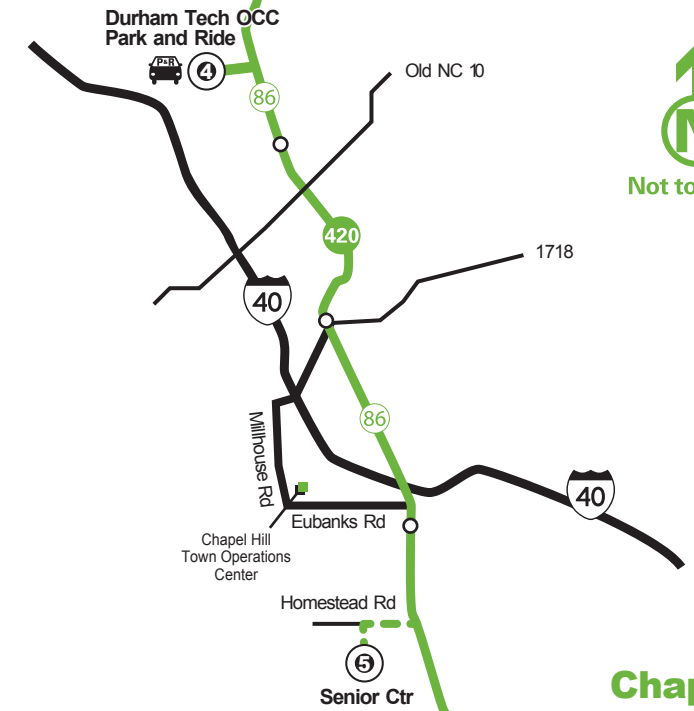 Durham Tech OCC
Park and Ride
P&R
4
86
Old NC 10
Not to
420
1718
40
86
Millhouse Rd
40
Eubanks Rd
Chapel Hill
Town Operations
Center
Homestead Rd
5
Senior Ctr
Chap